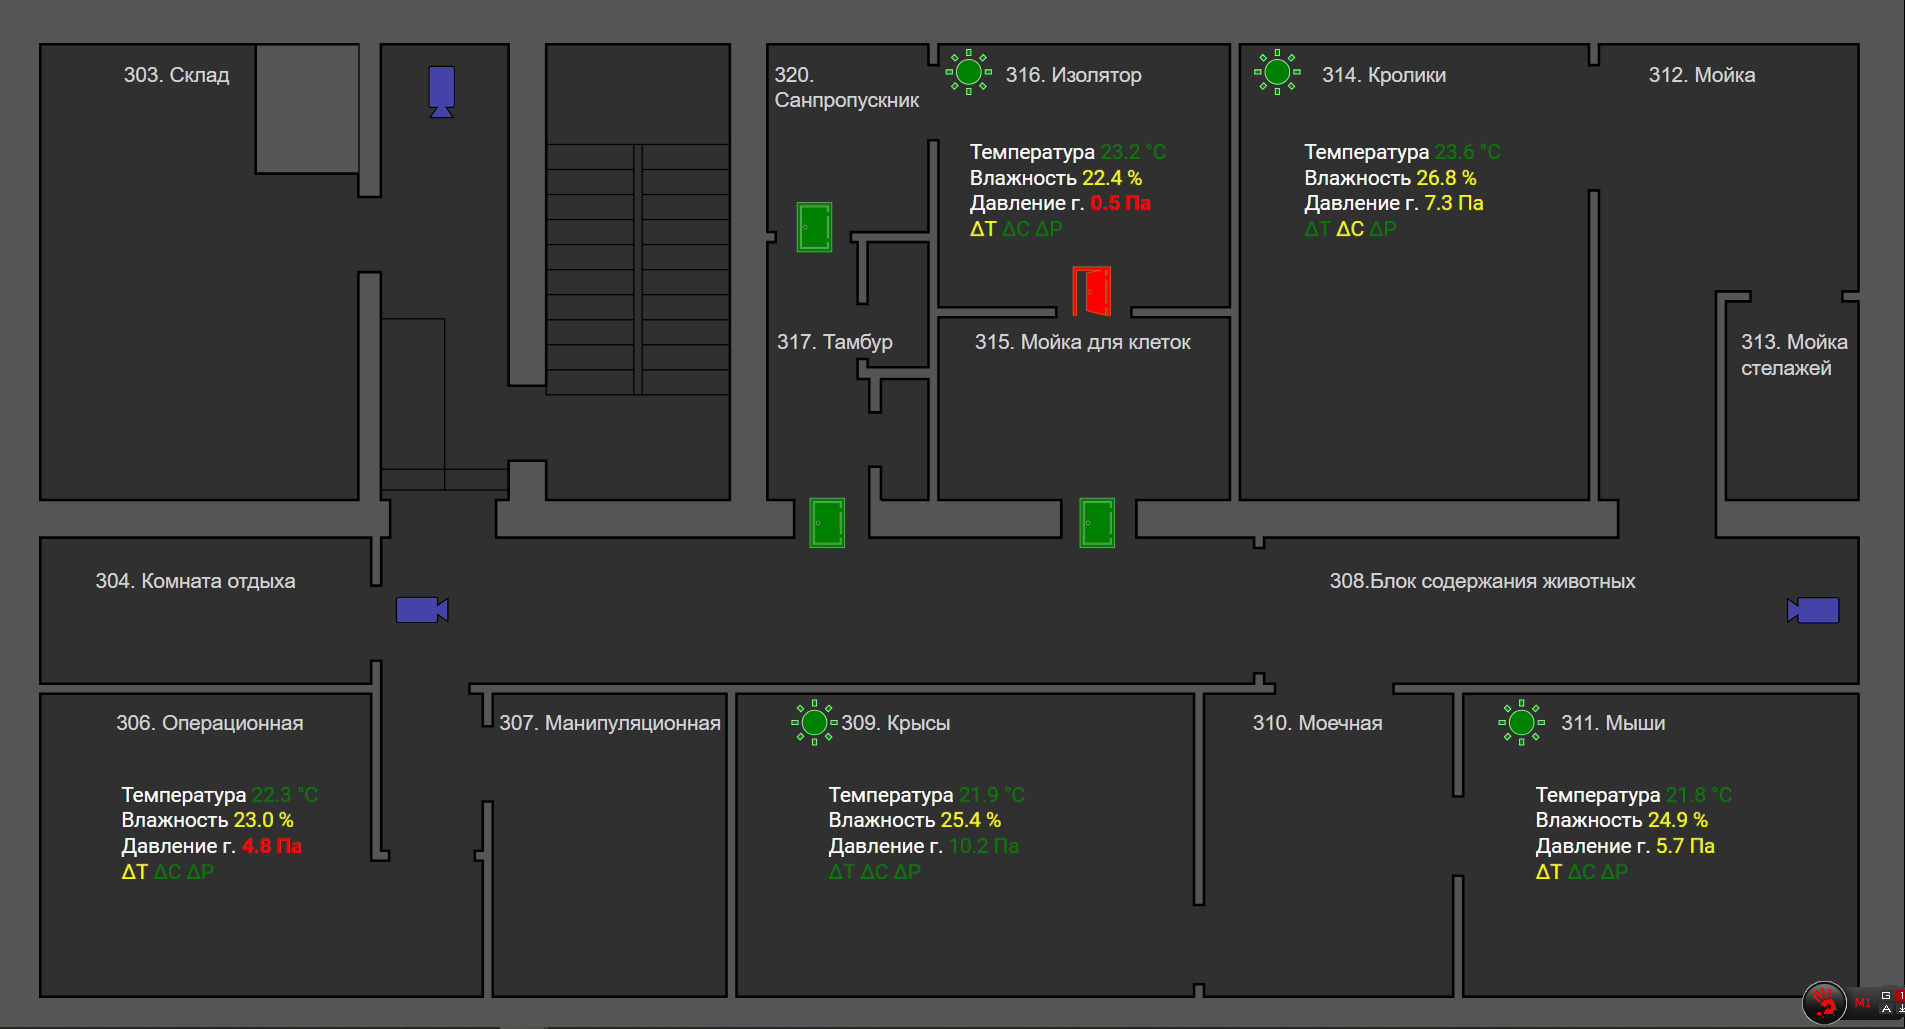 303. Склад
320.
Санпропускник
316. Изолятор
Температура 23.2 °C
Влажность 22.4 %
Давление г. 0.5 Па
ΔT ΔC ΔP
314. Кролики
Температура 23.6 °C
Влажность 26.8 %
Давление г. 7.3 Па
ΔT ΔC ΔP
312. Мойка
317. Тамбур
315. Мойка для клеток
313. Мойка
стелажей
304. Комната отдыха
308.Блок содержания животных
306. Операционная
Температура 22.3 °C
Влажность 23.0 %
Давление г. 4.8 Па
ΔT ΔC ΔP
307. Манипуляционная
309. Крысы
Температура 21.9 °C
Влажность 25.4 %
Давление г. 10.2 Па
ΔT ΔC ΔP
310. Моечная
311. Мыши
Температура 21.8 °C
Влажность 24.9 %
Давление г. 5.7 Па
ΔT ΔC ΔP
M1
G 1
A